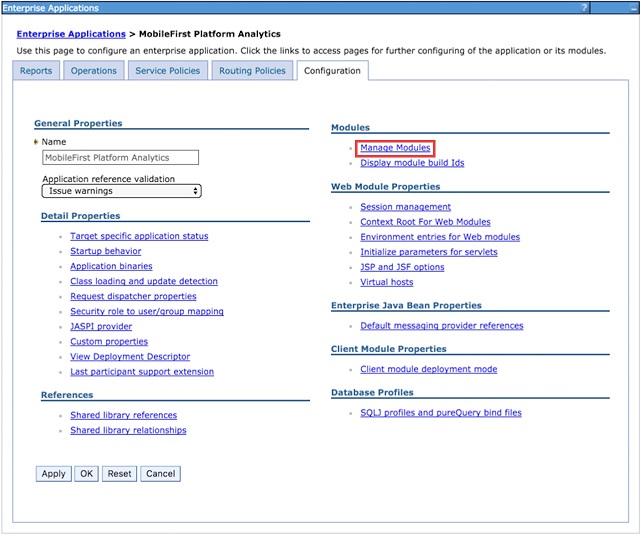 Enterprise Applications ? –
Enterprise Applications > MobileFirst Platform Analytics
Use this page to configure an enterprise application. Click the links to access pages for further configuring of the application or its modules.
Reports Operations Service Policies Routing Policies Configuration
General Properties
Name
MobileFirst Platform Analytics
Application reference validation
Issue warnings
Detail Properties
Target specific application status
Startup behavior
Application binaries
Class loading and update detection
Request dispatcher properties
Security role to user/group mapping
JASPI provider
Custom properties
View Deployment Descriptor
Last participant support extension
References
Shared library references
Shared library relationships
Modules
Manage Modules
Display module build Ids
Web Module Properties
Session management
Context Root For Web Modules
Environment entries for Web modules
Initialize parameters for servlets
JSP and JSF options
Virtual hosts
Enterprise Java Bean Properties
Default messaging provider references
Client Module Properties
Client module deployment mode
Database Profiles
SQLJ profiles and pureQuery bind files
Apply OK Reset Cancel